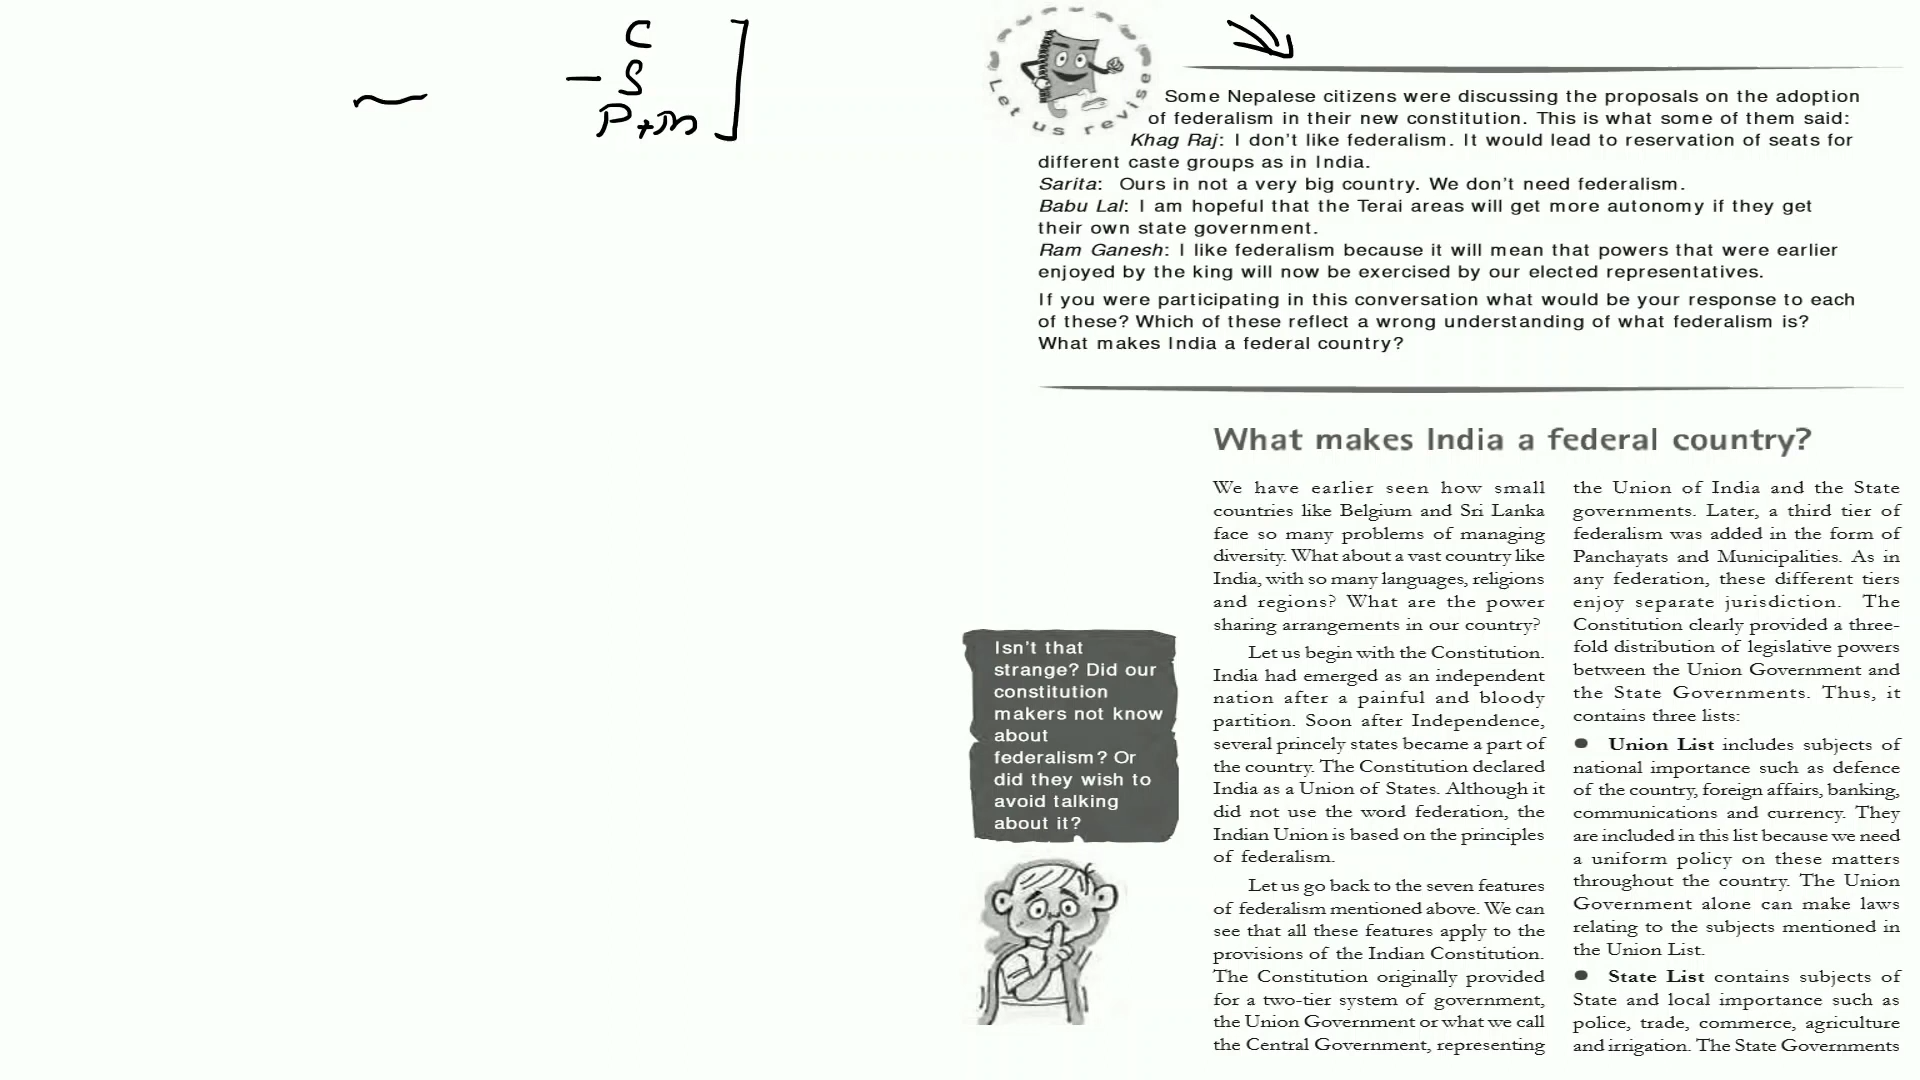 C
- S
P+m
Let us revise
Some Nepalese citizens were discussing the proposals on the adoption
of federalism in their new constitution. This is what some of them said:
Khag Raj: I don't like federalism. It would lead to reservation of seats for
different caste groups as in India.
Sarita: Ours in not a very big country. We don't need federalism.
Babu Lal: I am hopeful that the Terai areas will get more autonomy if they get
their own state government.
Ram Ganesh: I like federalism because it will mean that powers that were earlier
enjoyed by the king will now be exercised by our elected representatives.
If you were participating in this conversation what would be your response to each
of these? Which of these reflect a wrong understanding of what federalism is?
What makes India a federal country?
What makes India a federal country?
We have earlier seen how small
countries like Belgium and Sri Lanka
face so many problems of managing
diversity. What about a vast country like
India, with so many languages, religions
and regions? What are the power
sharing arrangements in our country?
Let us begin with the Constitution.
India had emerged as an independent
nation after a painful and bloody
partition. Soon after Independence,
several princely states became a part of
the country. The Constitution declared
India as a Union of States. Although it
did not use the word federation, the
Indian Union is based on the principles
of federalism.
Let us go back to the seven features
of federalism mentioned above. We can
see that all these features apply to the
provisions of the Indian Constitution.
The Constitution originally provided
for a two-tier system of government,
the Union Government or what we call
the Central Government, representing
the Union of India and the State
governments. Later, a third tier of
federalism was added in the form of
Panchayats and Municipalities. As in
any federation, these different tiers
enjoy separate jurisdiction. The
Constitution clearly provided a three-
fold distribution of legislative powers
between the Union Government and
the State Governments. Thus, it
contains three lists:
● Union List includes subjects of
national importance such as defence
of the country, foreign affairs, banking,
communications and currency. They
are included in this list because we need
a uniform policy on these matters
throughout the country. The Union
Government alone can make laws
relating to the subjects mentioned in
the Union List.
● State List contains subjects of
State and local importance such as
police, trade, commerce, agriculture
and irrigation. The State Governments
Isn't that
strange? Did our
constitution
makers not know
about
federalism? Or
did they wish to
avoid talking
about it?